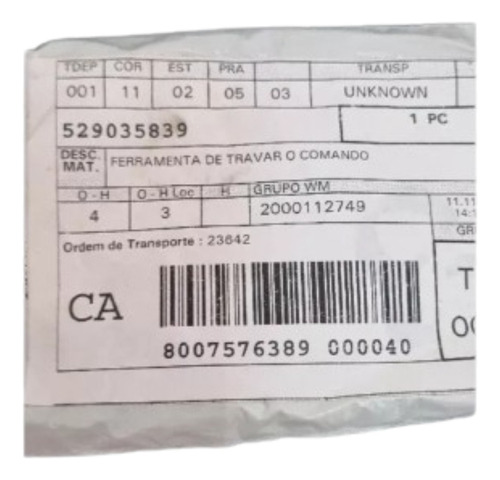 TDEP COR EST PRA TRANSP
001 11 02 05 03 UNKNOWN
529035839 1 PC
DESC. MAT. FERRAMENTA DE TRAVAR O COMANDO
O - H O - H Loc H GRUPO WM
4 3 2000112749
Ordem de Transporte : 23642
CA
8007576389 000040